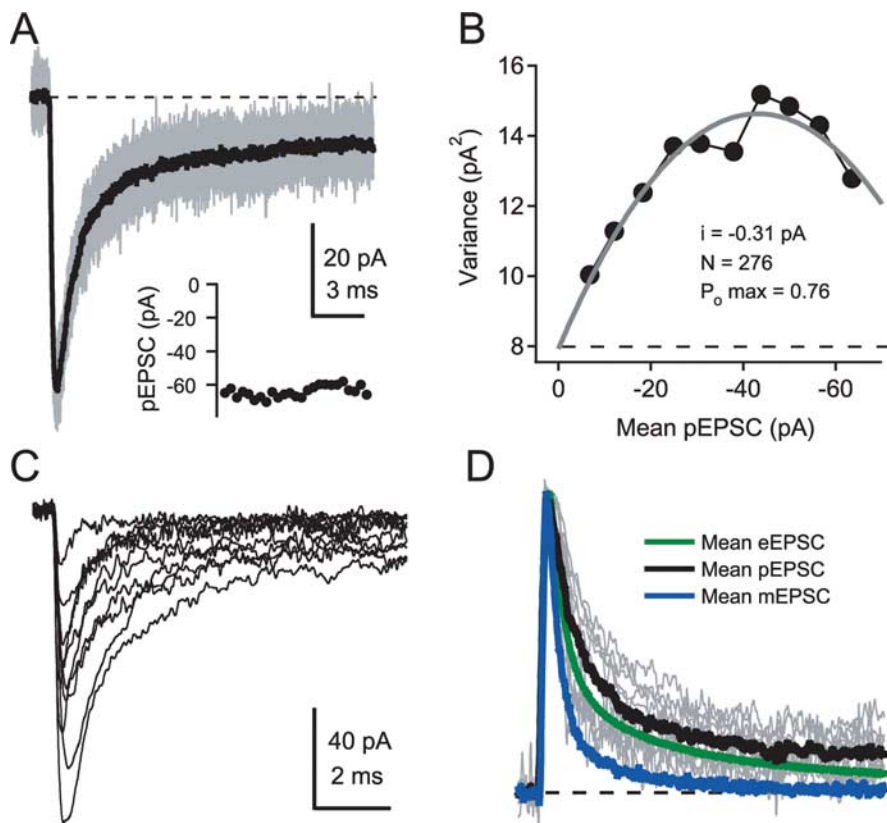 A
20 pA
3 ms
pEPSC (pA)
0
-20
-40
-60
B
Variance (pA²)
16
14
12
10
8
i = -0.31 pA
N = 276
Pₒ max = 0.76
0
-20
-40
-60
Mean pEPSC (pA)
C
40 pA
2 ms
D
Mean eEPSC
Mean pEPSC
Mean mEPSC